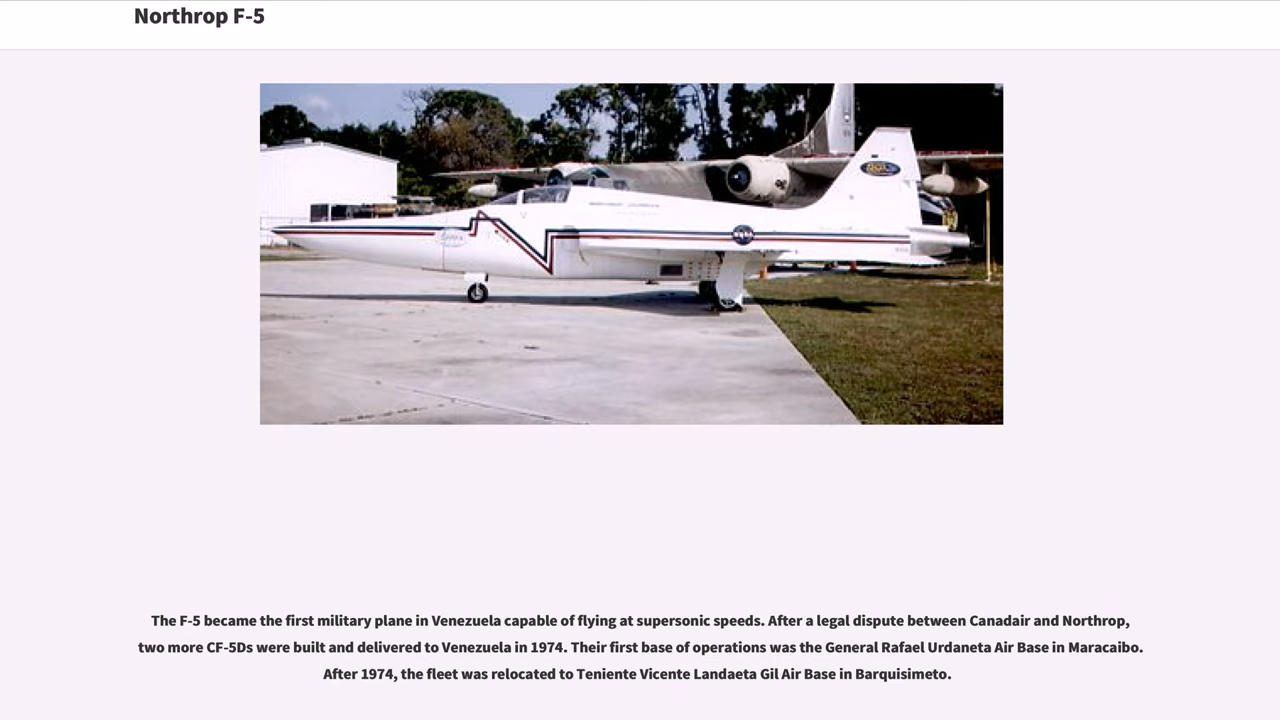 Northrop F-5
The F-5 became the first military plane in Venezuela capable of flying at supersonic speeds. After a legal dispute between Canadair and Northrop,
two more CF-5Ds were built and delivered to Venezuela in 1974. Their first base of operations was the General Rafael Urdaneta Air Base in Maracaibo.
After 1974, the fleet was relocated to Teniente Vicente Landaeta Gil Air Base in Barquisimeto.